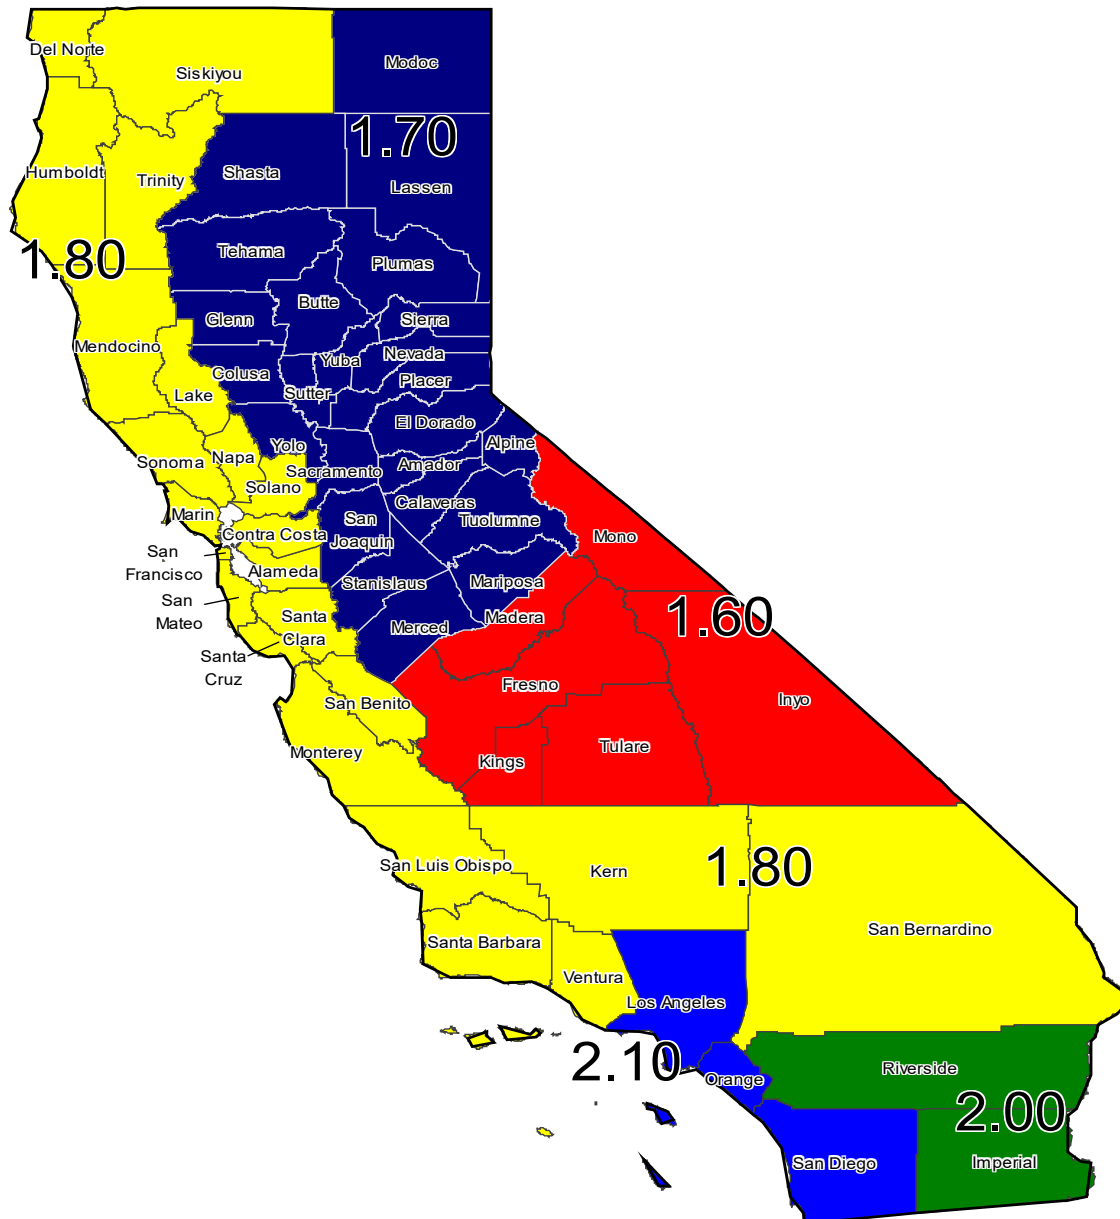 Del Norte
Siskiyou
Modoc
1.70
Humboldt
Trinity
Shasta
Lassen
1.80
Tehama
Plumas
Butte
Glenn
Sierra
Mendocino
Yuba
Nevada
Colusa
Placer
Lake
Sutter
El Dorado
Alpine
Yolo
Sonoma
Napa
Sacramento
Amador
Solano
Calaveras
Marin
San
Joaquin
Tuolumne
Contra Costa
Mono
San
Francisco
Alameda
Stanislaus
Mariposa
San
Mateo
Santa
Clara
Merced
Madera
1.60
Santa
Cruz
Fresno
Inyo
San Benito
Monterey
Kings
Tulare
San Luis Obispo
Kern
1.80
San Bernardino
Santa Barbara
Ventura
Los Angeles
2.10
Orange
Riverside
2.00
San Diego
Imperial